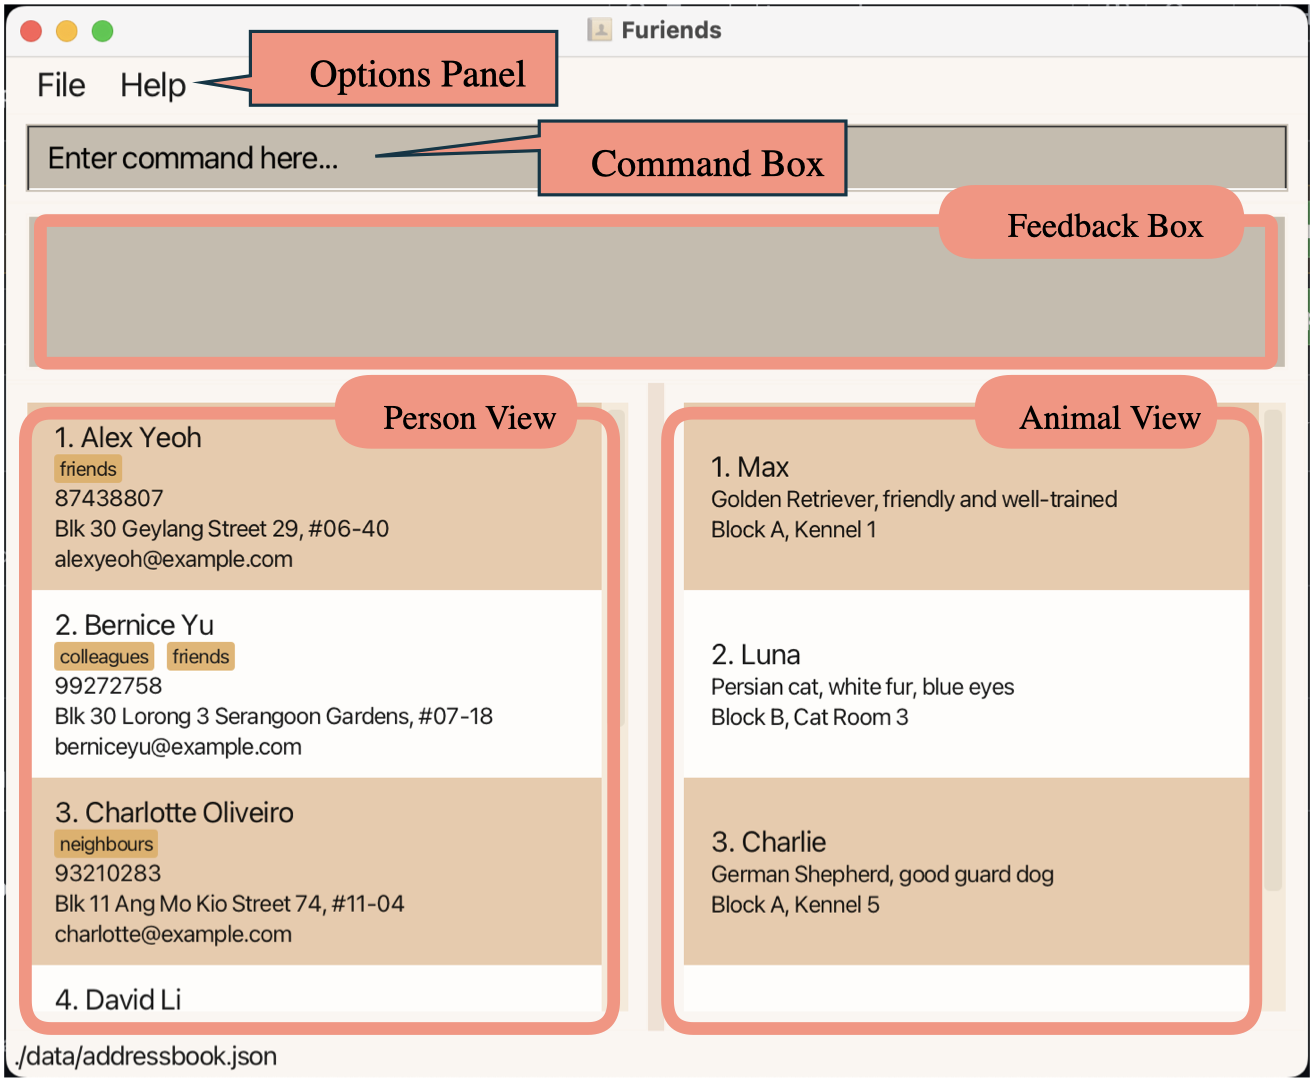 Furiends
File Help
Options Panel
Enter command here...
Command Box
Feedback Box
Person View
1. Alex Yeoh
friends
87438807
Blk 30 Geylang Street 29, #06-40
alexyeoh@example.com
2. Bernice Yu
colleagues friends
99272758
Blk 30 Lorong 3 Serangoon Gardens, #07-18
berniceyu@example.com
3. Charlotte Oliveiro
neighbours
93210283
Blk 11 Ang Mo Kio Street 74, #11-04
charlotte@example.com
4. David Li
Animal View
1. Max
Golden Retriever, friendly and well-trained
Block A, Kennel 1
2. Luna
Persian cat, white fur, blue eyes
Block B, Cat Room 3
3. Charlie
German Shepherd, good guard dog
Block A, Kennel 5
./data/addressbook.json